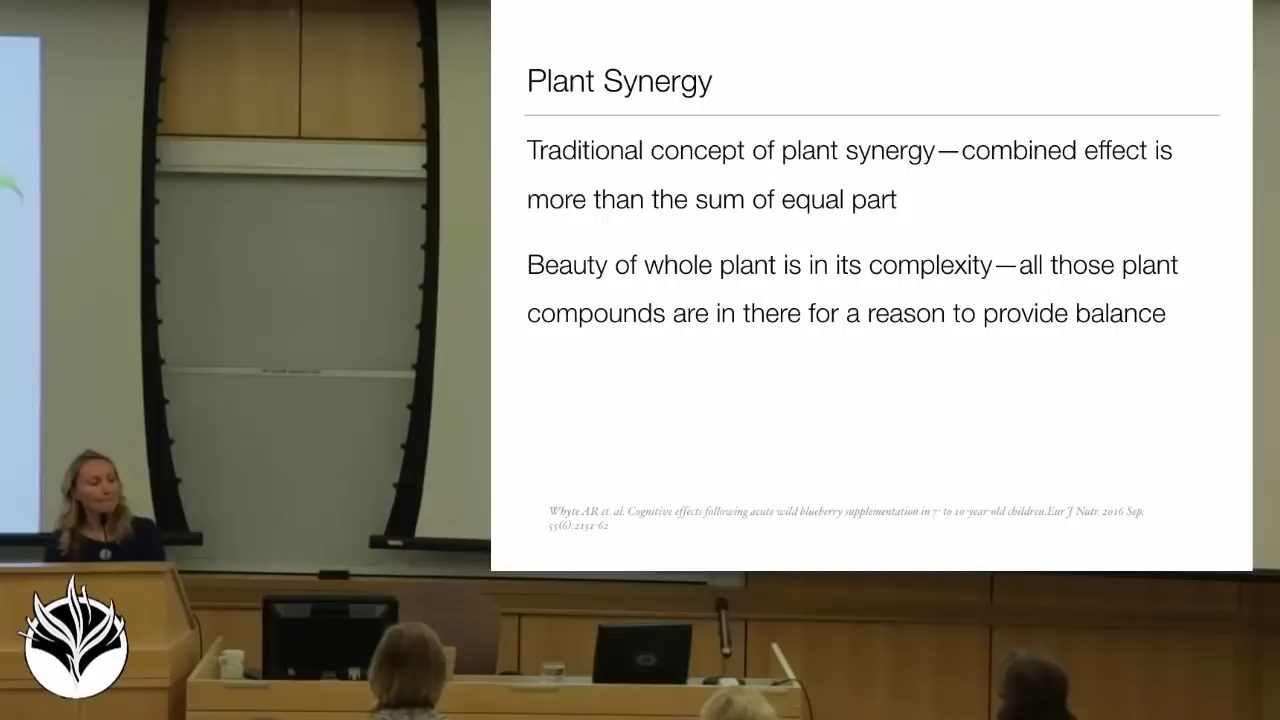 Plant Synergy
Traditional concept of plant synergy—combined effect is
more than the sum of equal part
Beauty of whole plant is in its complexity—all those plant
compounds are in there for a reason to provide balance
Whyte AR et. al. Cognitive effects following acute wild blueberry supplementation in 7- to 10-year-old children.Eur J Nutr. 2016 Sep;
55(6):2151-62